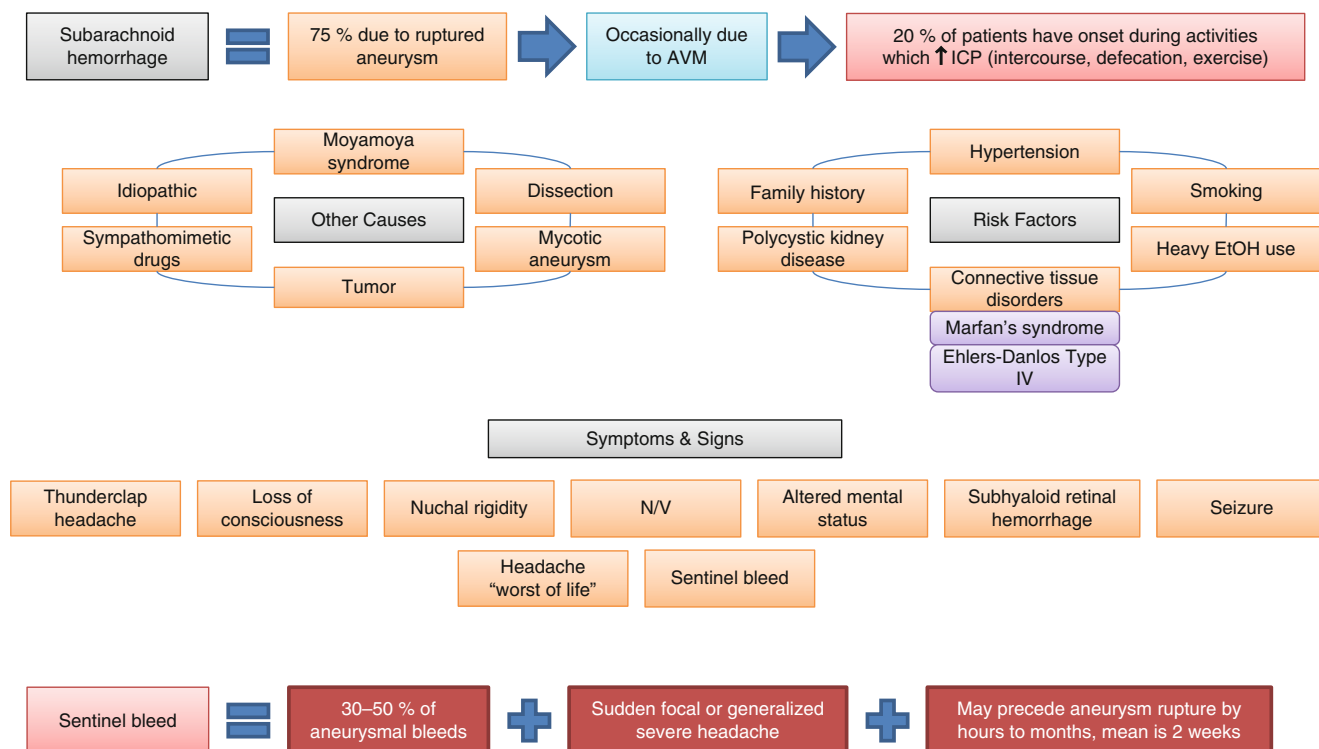 Subarachnoid
hemorrhage
75 % due to ruptured
aneurysm
Occasionally due
to AVM
20 % of patients have onset during activities
which ↑ ICP (intercourse, defecation, exercise)
Moyamoya
syndrome
Idiopathic
Dissection
Other Causes
Sympathomimetic
drugs
Mycotic
aneurysm
Tumor
Hypertension
Family history
Smoking
Risk Factors
Polycystic kidney
disease
Heavy EtOH use
Connective tissue
disorders
Marfan’s syndrome
Ehlers-Danlos Type
IV
Symptoms & Signs
Thunderclap
headache
Loss of
consciousness
Nuchal rigidity
N/V
Altered mental
status
Subhyaloid retinal
hemorrhage
Seizure
Headache
“worst of life”
Sentinel bleed
Sentinel bleed
30–50 % of
aneurysmal bleeds
Sudden focal or generalized
severe headache
May precede aneurysm rupture by
hours to months, mean is 2 weeks